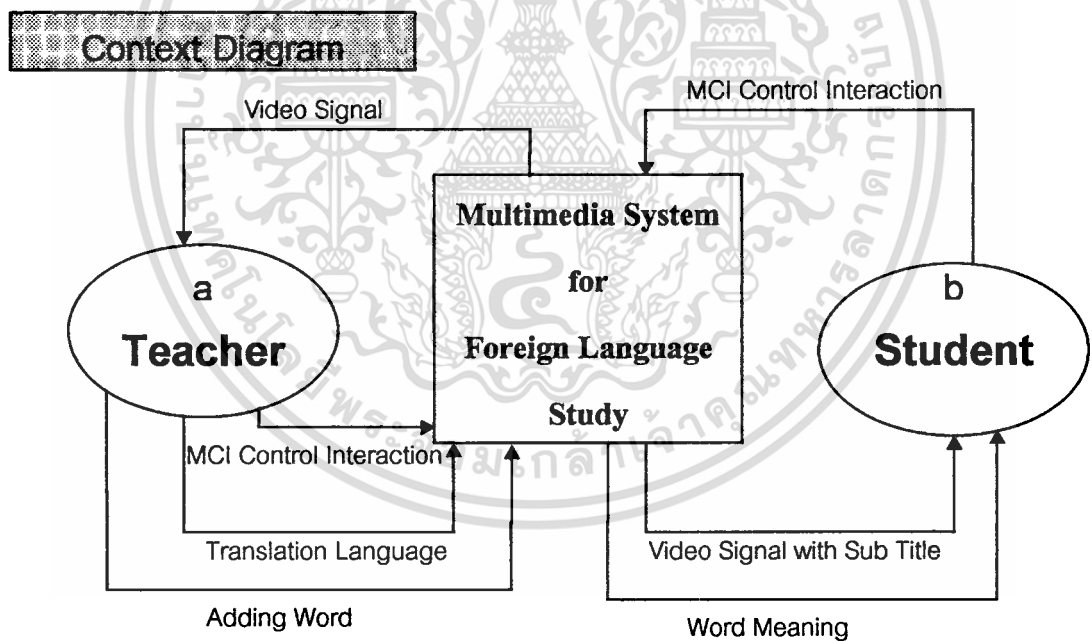 Context Diagram
MCI Control Interaction
Video Signal
Multimedia System
for
Foreign Language
Study
a
Teacher
b
Student
MCI Control Interaction
Translation Language
Video Signal with Sub Title
Adding Word
Word Meaning